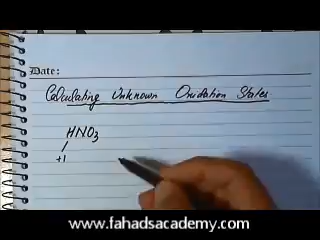 Date:
Calculating Unknown Oxidation States
HNO3
+1
www.fahadsacademy.com